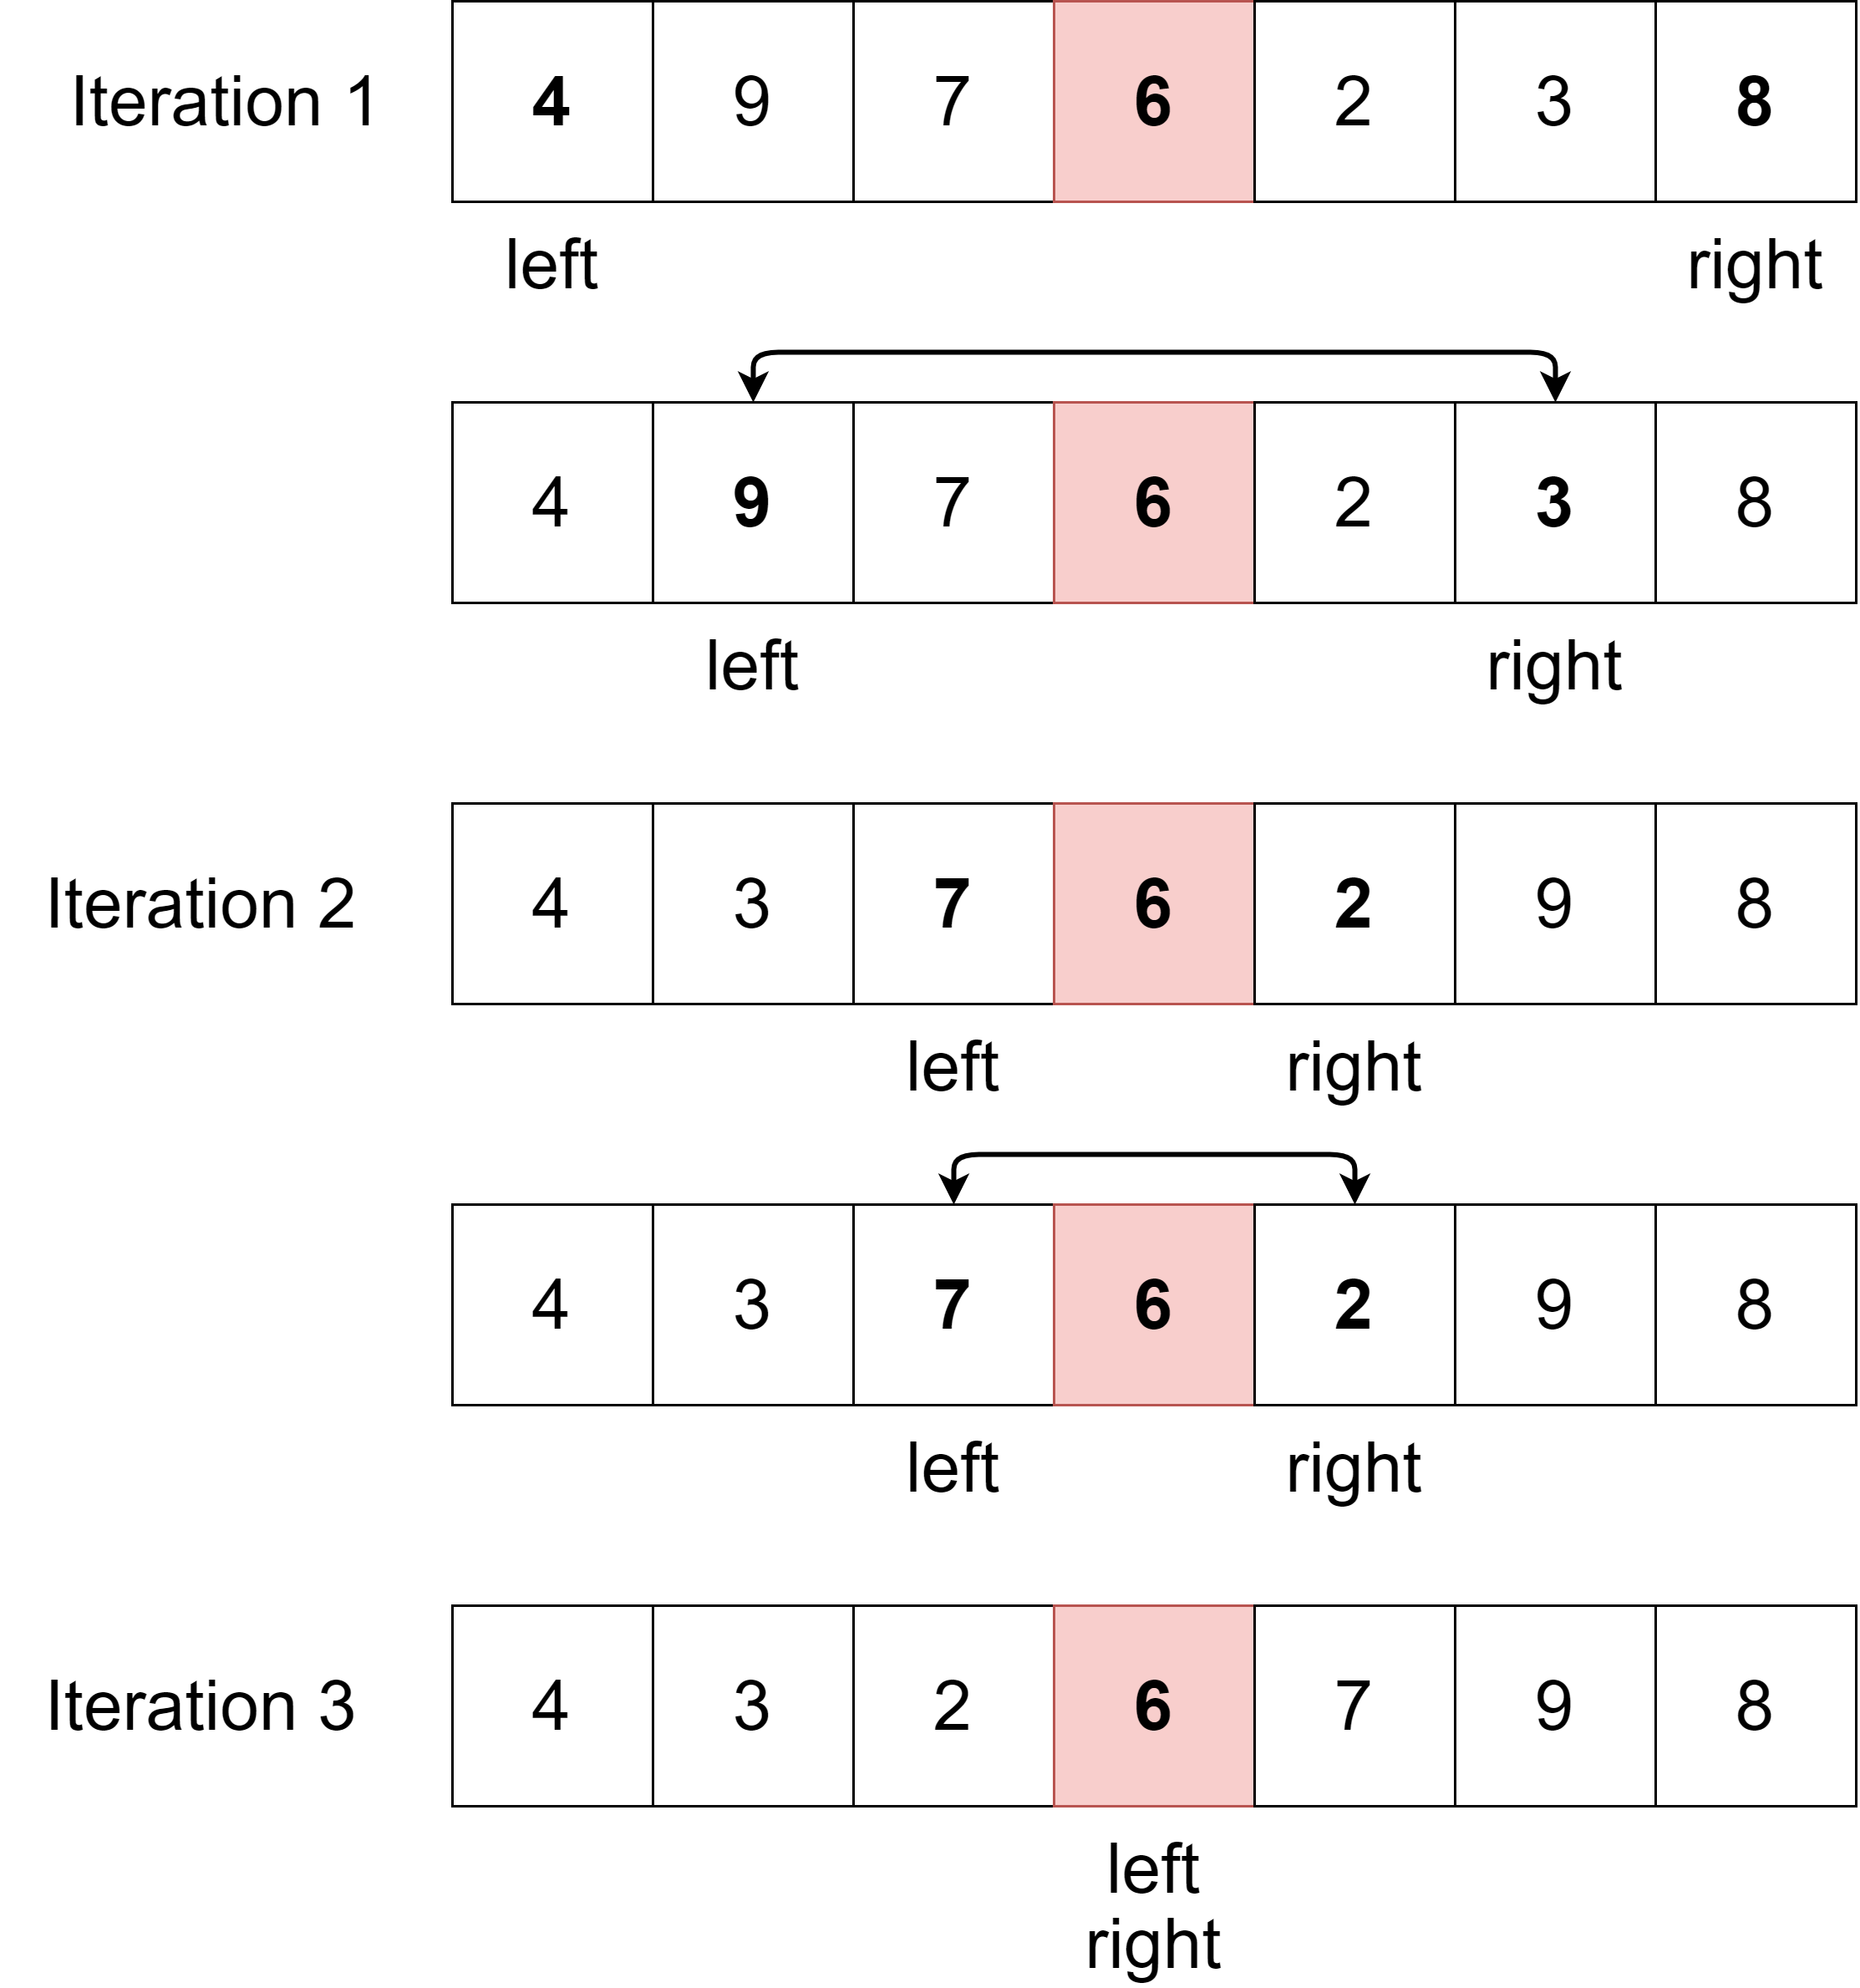 Iteration 1 4 9 7 6 2 3 8
left right
4 9 7 6 2 3 8
left right
Iteration 2 4 3 7 6 2 9 8
left right
4 3 7 6 2 9 8
left right
Iteration 3 4 3 2 6 7 9 8
left
right